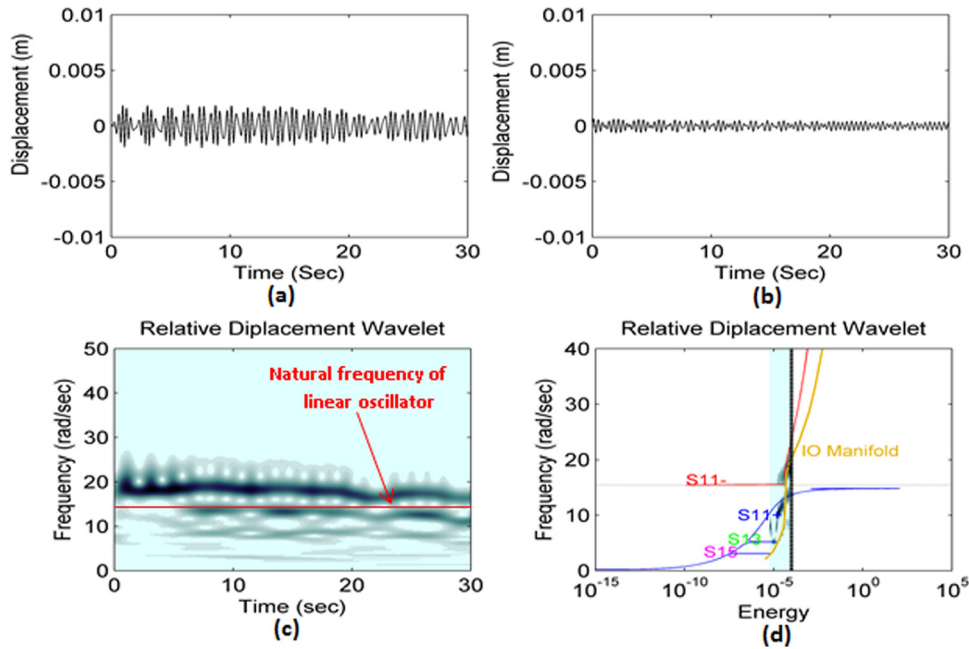 0.01
0.005
0
-0.005
-0.01
Displacement (m)
0 10 20 30
Time (Sec)
(a)
0.01
0.005
0
-0.005
-0.01
Displacement (m)
0 10 20 30
Time (Sec)
(b)
Relative Diplacement Wavelet
50
40
30
20
10
0
Frequency (rad/sec)
Natural frequency of
linear oscillator
0 10 20 30
Time (sec)
(c)
Relative Diplacement Wavelet
40
30
20
10
0
Frequency (rad/sec)
IO Manifold
S11-
S11-
S13
S15
10^-15 10^-10 10^-5 10^0 10^5
Energy
(d)